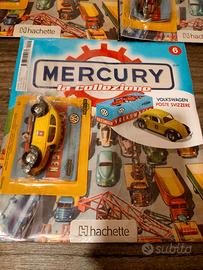 hachette
6
MERCURY
la collezione
VOLKSWAGEN
POSTE SVIZZERE
hachette
subito